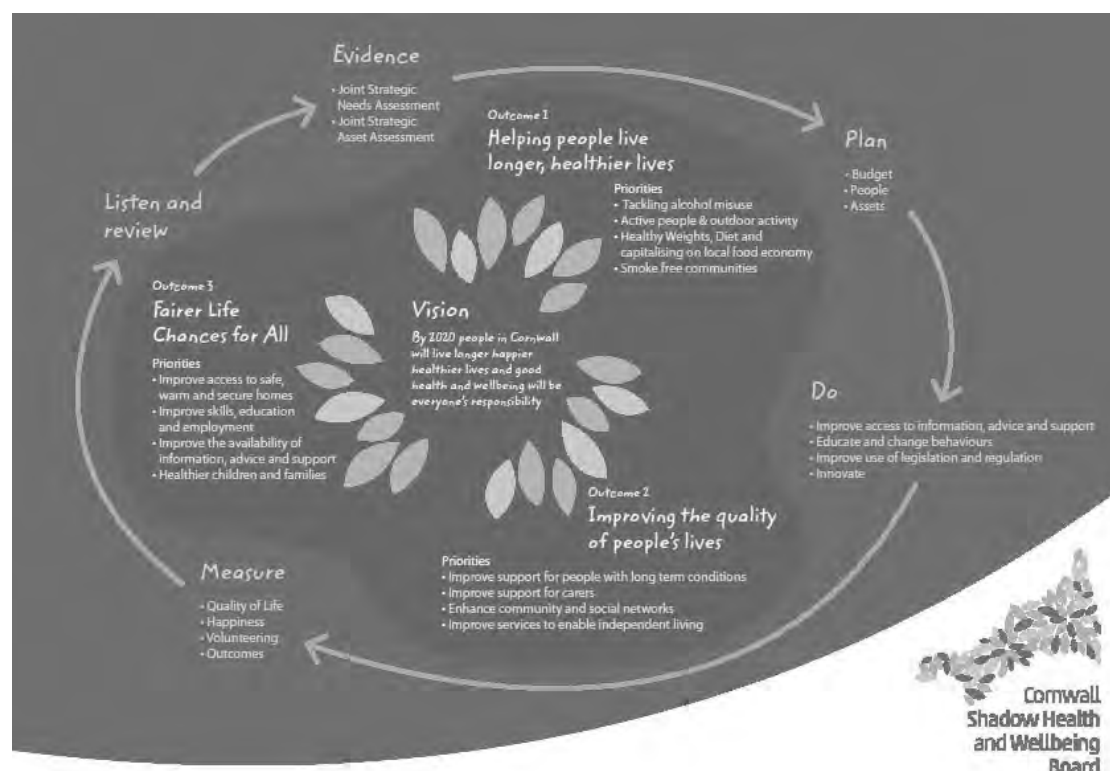 Evidence
• Joint Strategic
Needs Assessment
• Joint Strategic
Asset Assessment
Outcome 1
Helping people live
longer, healthier lives
Priorities
• Tackling alcohol misuse
• Active people & outdoor activity
• Healthy Weights, Diet and
capitalising on local food economy
• Smoke free communities
Plan
• Budget
• People
• Assets
Listen and
review
Outcome 3
Fairer Life
Chances for All
Priorities
• Improve access to safe,
warm and secure homes
• Improve skills, education
and employment
• Improve the availability of
information, advice and support
• Healthier children and families
Vision
By 2020 people in Cornwall
will live longer happier
healthier lives and good
health and wellbeing will be
everyone's responsibility
Do
• Improve access to information, advice and support
• Educate and change behaviours
• Improve use of legislation and regulation
• Innovate
Outcome 2
Improving the quality
of people's lives
Priorities
• Improve support for people with long term conditions
• Improve support for carers
• Enhance community and social networks
• Improve services to enable independent living
Measure
• Quality of Life
• Happiness
• Volunteering
• Outcomes
Cornwall
Shadow Health
and Wellbeing
Board